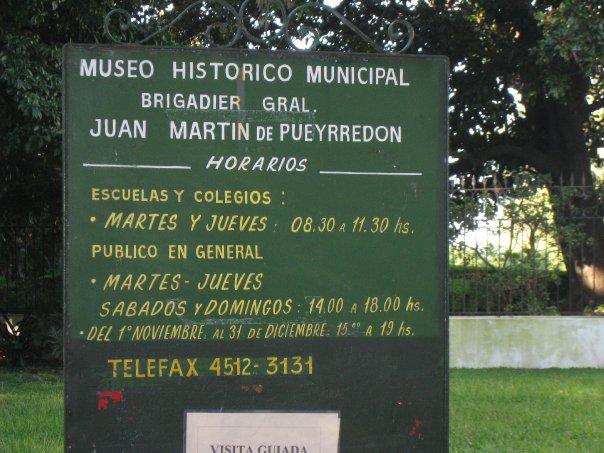 MUSEO HISTÓRICO MUNICIPAL
BRIGADIER GRAL.
JUAN MARTIN DE PUEYRREDON
HORARIOS
ESCUELAS Y COLEGIOS :
• MARTES Y JUEVES : 08.30 A 11.30 hs.
PUBLICO EN GENERAL
• MARTES - JUEVES
SABADOS Y DOMINGOS : 14.00 A 18.00 hs.
• DEL 1º NOVIEMBRE AL 31 DE DICIEMBRE: 15.00 A 19 hs.
TELEFAX 4512-3131
VISITA GUIADA